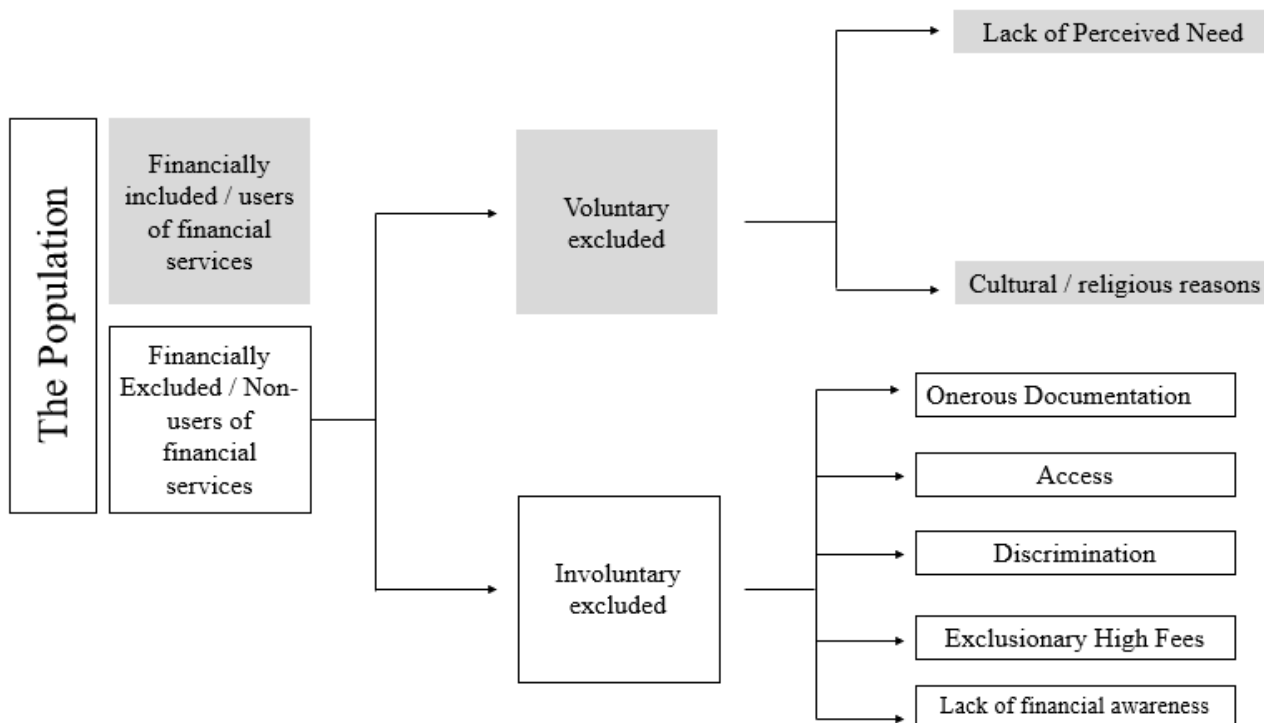 The Population
Financially
included / users
of financial
services
Financially
Excluded / Non-
users of
financial
services
Voluntary
excluded
Involuntary
excluded
Lack of Perceived Need
Cultural / religious reasons
Onerous Documentation
Access
Discrimination
Exclusionary High Fees
Lack of financial awareness